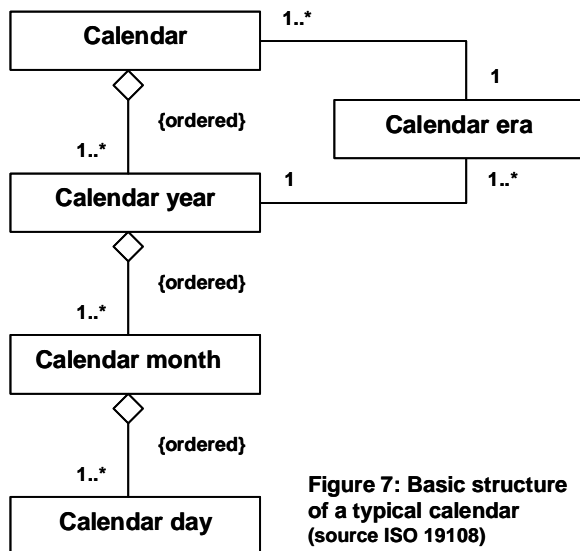 Calendar
1..*
1
{ordered}
Calendar era
1..*
Calendar year
1
1..*
{ordered}
1..*
Calendar month
{ordered}
1..*
Calendar day
Figure 7: Basic structure
of a typical calendar
(source ISO 19108)